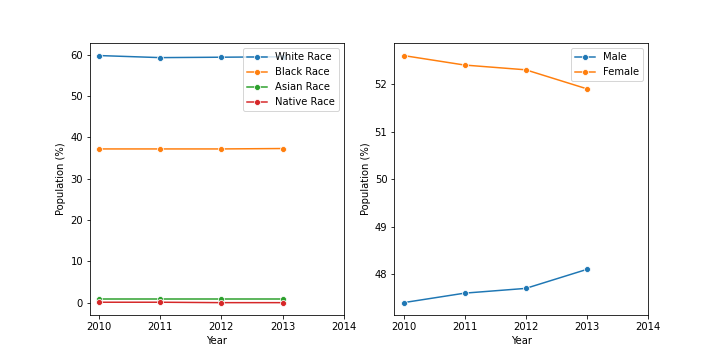 White Race
Black Race
Asian Race
Native Race
60
50
40
30
20
10
0
Population (%)
2010 2011 2012 2013 2014
Year
Male
Female
52
51
50
49
48
Population (%)
2010 2011 2012 2013 2014
Year